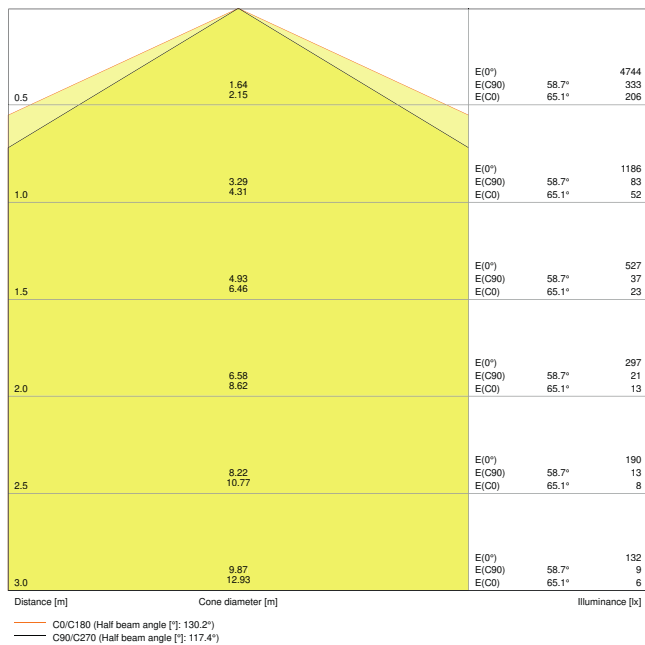 E(0°) 4744
1.64 E(C90) 58.7° 333
0.5 2.15 E(C0) 65.1° 206
E(0°) 1186
3.29 E(C90) 58.7° 83
1.0 4.31 E(C0) 65.1° 52
E(0°) 527
4.93 E(C90) 58.7° 37
1.5 6.46 E(C0) 65.1° 23
E(0°) 297
6.58 E(C90) 58.7° 21
2.0 8.62 E(C0) 65.1° 13
E(0°) 190
8.22 E(C90) 58.7° 13
2.5 10.77 E(C0) 65.1° 8
E(0°) 132
9.87 E(C90) 58.7° 9
3.0 12.93 E(C0) 65.1° 6
Distance [m] Cone diameter [m] Illuminance [lx]
C0/C180 (Half beam angle [°]: 130.2°)
C90/C270 (Half beam angle [°]: 117.4°)